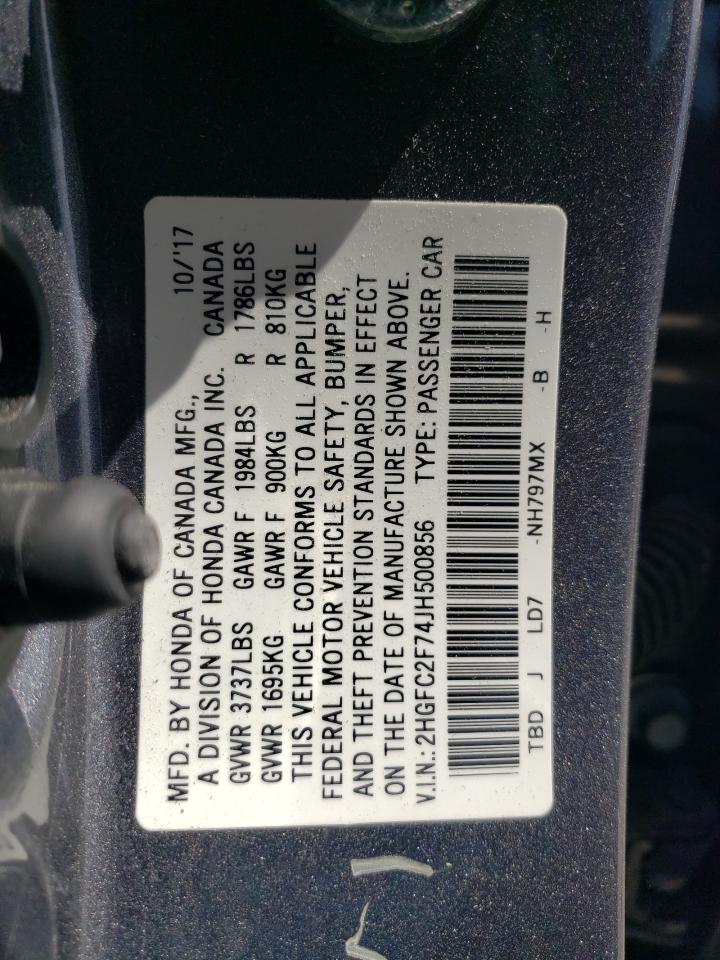 MFD. BY HONDA OF CANADA MFG., 10/'17
A DIVISION OF HONDA CANADA INC. CANADA
GVWR 3737LBS GAWR F 1984LBS R 1786LBS
GVWR 1695KG GAWR F 900KG R 810KG
THIS VEHICLE CONFORMS TO ALL APPLICABLE
FEDERAL MOTOR VEHICLE SAFETY, BUMPER,
AND THEFT PREVENTION STANDARDS IN EFFECT
ON THE DATE OF MANUFACTURE SHOWN ABOVE.
V.I.N.: 2HGFC2F74JH500856 TYPE: PASSENGER CAR
TBD J LD7 -NH797MX -B -H